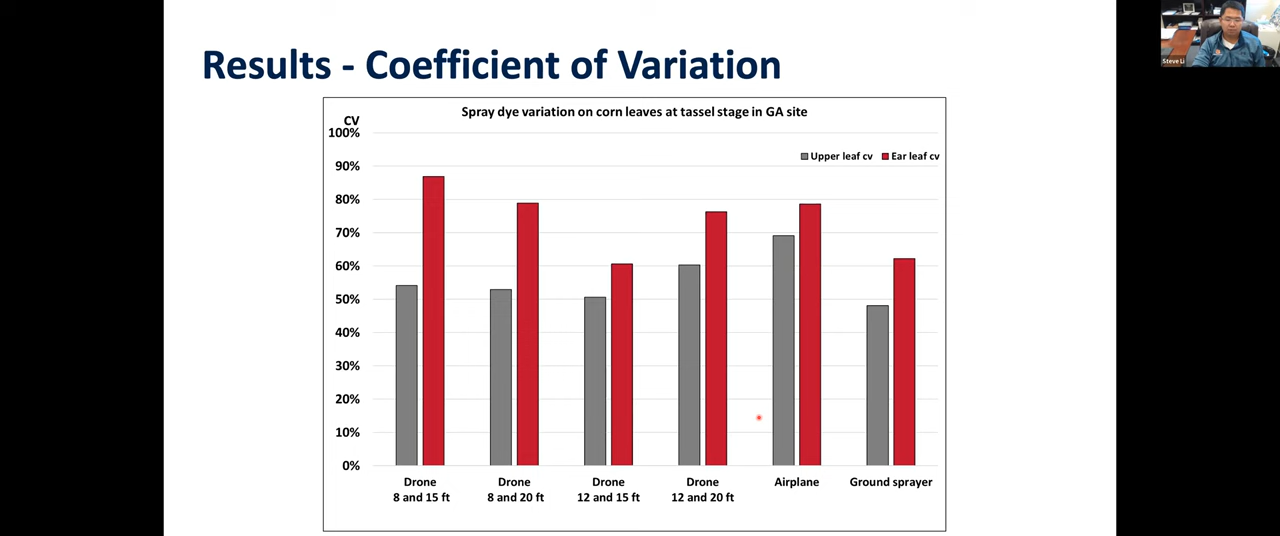 Results - Coefficient of Variation
Steve Li
Spray dye variation on corn leaves at tassel stage in GA site
CV
100%
Upper leaf cv Ear leaf cv
90%
80%
70%
60%
50%
40%
30%
20%
10%
0%
Drone Drone Drone Drone Airplane Ground sprayer
8 and 15 ft 8 and 20 ft 12 and 15 ft 12 and 20 ft